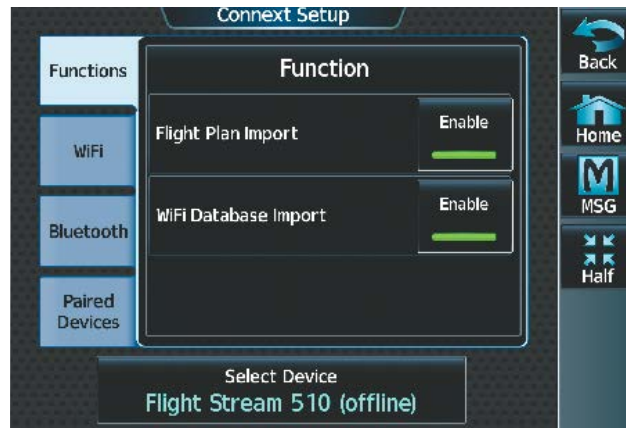 Connext Setup
Functions
Function
Back
Flight Plan Import
Enable
Home
WiFi
MSG
WiFi Database Import
Enable
Bluetooth
Half
Paired
Devices
Select Device
Flight Stream 510 (offline)